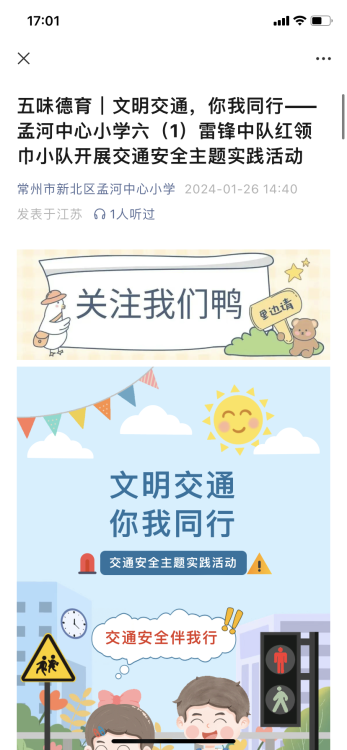 17:01
五味德育｜文明交通，你我同行——
孟河中心小学六（1）雷锋中队红领
巾小队开展交通安全主题实践活动
常州市新北区孟河中心小学 2024-01-26 14:40
发表于江苏 1人听过
关注我们鸭
里边请
文明交通
你我同行
交通安全主题实践活动
交通安全伴我行